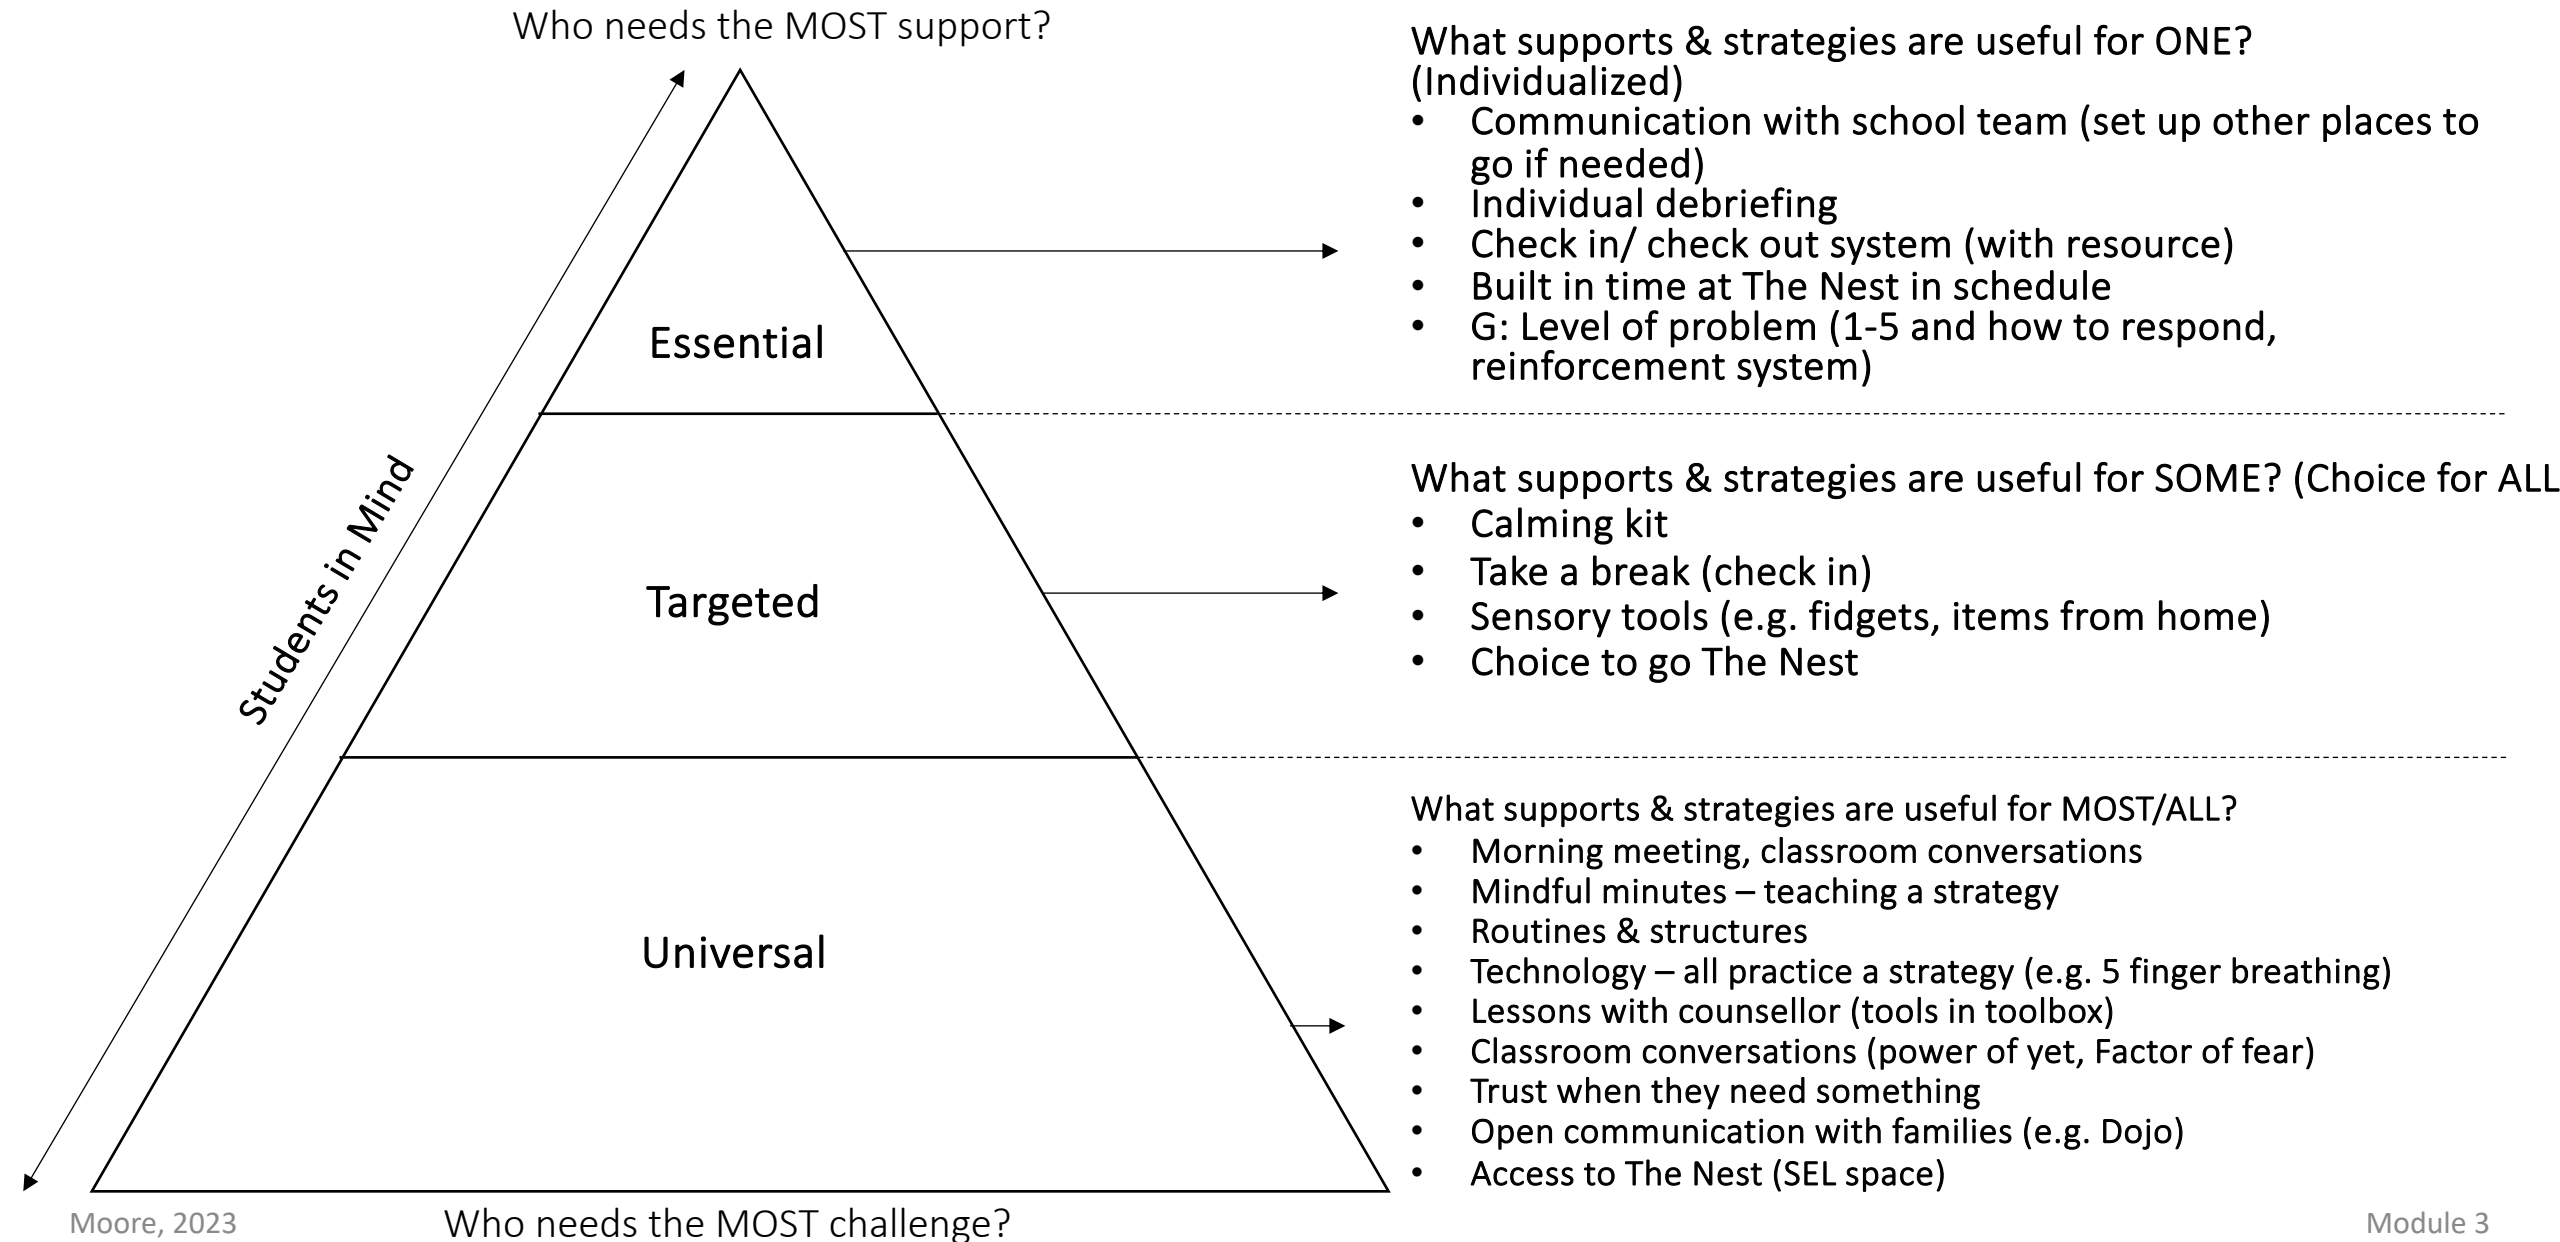 Who needs the MOST support?
Students in Mind
Essential
Targeted
Universal
What supports & strategies are useful for ONE?
(Individualized)
• Communication with school team (set up other places to
go if needed)
• Individual debriefing
• Check in/ check out system (with resource)
• Built in time at The Nest in schedule
• G: Level of problem (1-5 and how to respond,
reinforcement system)
What supports & strategies are useful for SOME? (Choice for ALL
• Calming kit
• Take a break (check in)
• Sensory tools (e.g. fidgets, items from home)
• Choice to go The Nest
What supports & strategies are useful for MOST/ALL?
• Morning meeting, classroom conversations
• Mindful minutes – teaching a strategy
• Routines & structures
• Technology – all practice a strategy (e.g. 5 finger breathing)
• Lessons with counsellor (tools in toolbox)
• Classroom conversations (power of yet, Factor of fear)
• Trust when they need something
• Open communication with families (e.g. Dojo)
• Access to The Nest (SEL space)
Moore, 2023
Who needs the MOST challenge?
Module 3